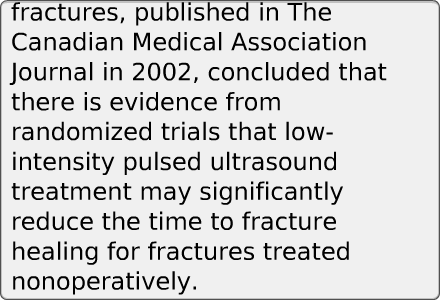 fractures, published in The
Canadian Medical Association
Journal in 2002, concluded that
there is evidence from
randomized trials that low-
intensity pulsed ultrasound
treatment may significantly
reduce the time to fracture
healing for fractures treated
nonoperatively.